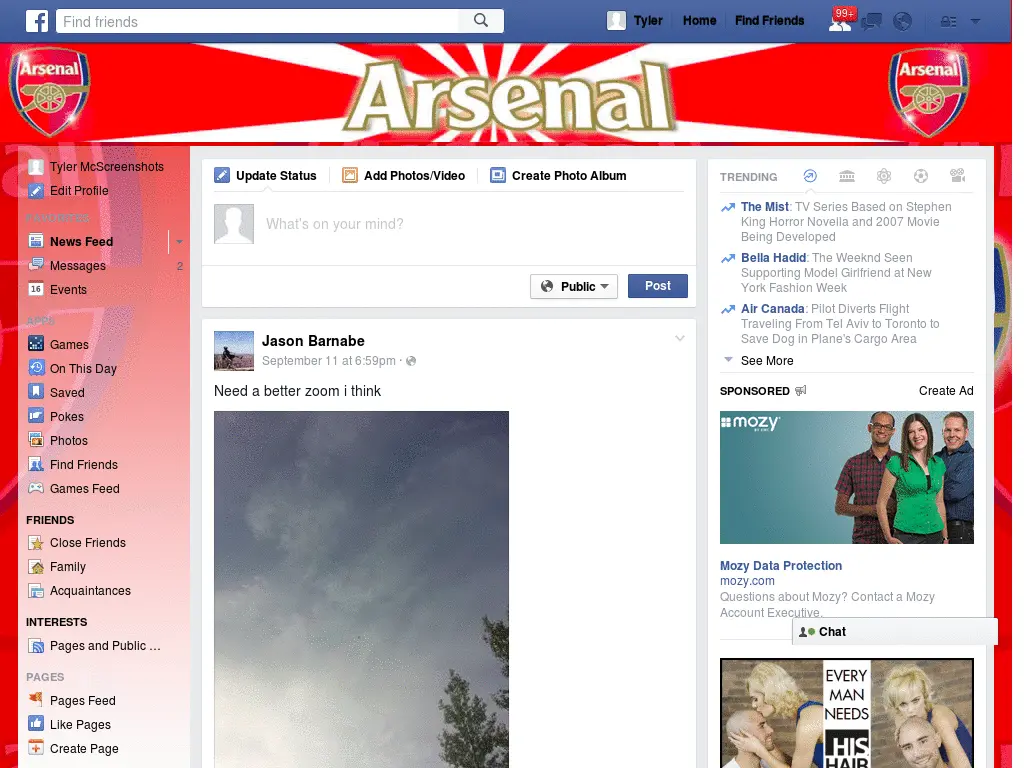 Find friends
Tyler
Home
Find Friends
99+
Arsenal
Arsenal
Arsenal
Tyler McScreenshots
Edit Profile
FAVORITES
News Feed
Messages
2
16
Events
APPS
Games
On This Day
Saved
Pokes
Photos
Find Friends
Games Feed
FRIENDS
Close Friends
Family
Acquaintances
INTERESTS
Pages and Public ...
PAGES
Pages Feed
Like Pages
Create Page
Update Status
Add Photos/Video
Create Photo Album
What's on your mind?
Public
Post
Jason Barnabe
September 11 at 6:59pm ·
Need a better zoom i think
TRENDING
The Mist: TV Series Based on Stephen
King Horror Novella and 2007 Movie
Being Developed
Bella Hadid: The Weeknd Seen
Supporting Model Girlfriend at New
York Fashion Week
Air Canada: Pilot Diverts Flight
Traveling From Tel Aviv to Toronto to
Save Dog in Plane's Cargo Area
See More
SPONSORED
Create Ad
mozy
BY EMC
Mozy Data Protection
mozy.com
Questions about Mozy? Contact a Mozy
Account Executive.
Chat
EVERY
MAN
NEEDS
HIS
HAIR